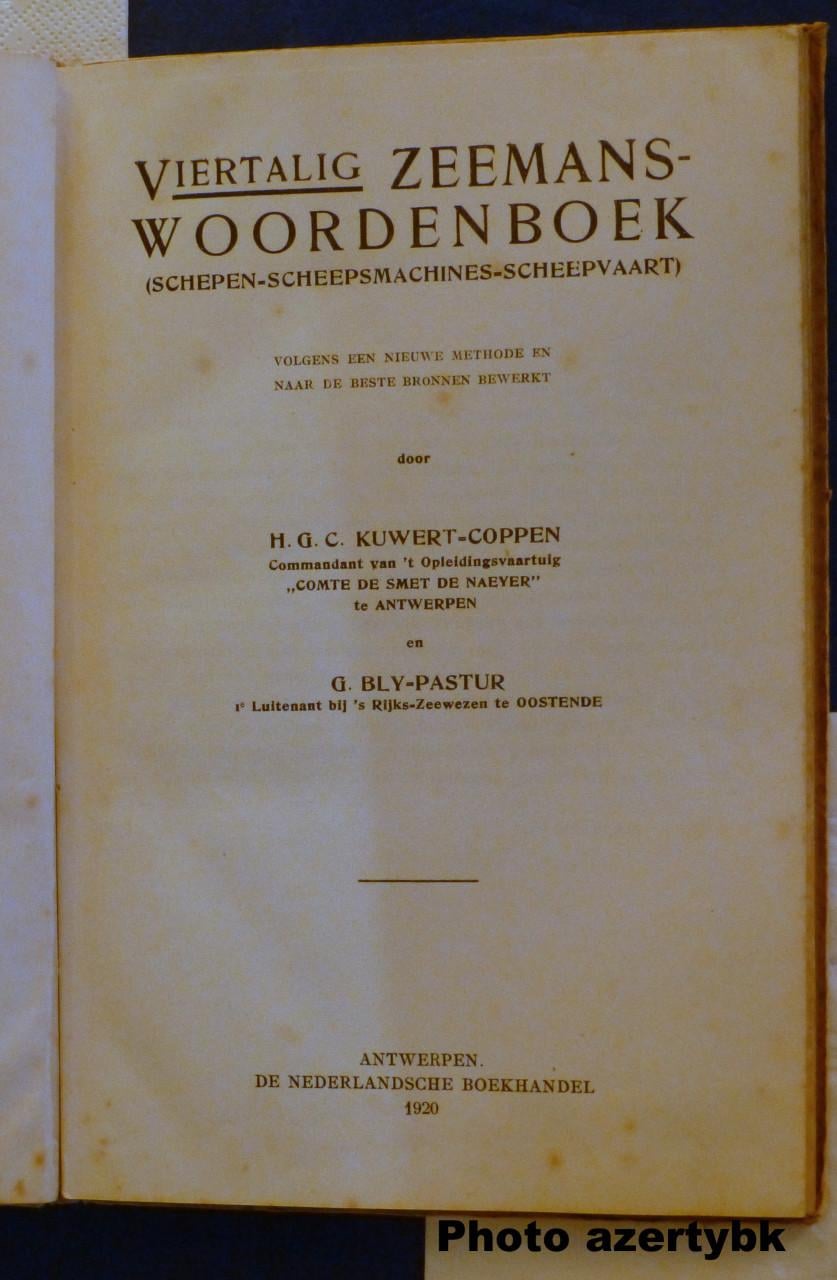 VIERTALIG ZEEMANS-
WOORDENBOEK
(SCHEPEN-SCHEEPSMACHINES-SCHEEPVAART)
VOLGENS EEN NIEUWE METHODE EN
NAAR DE BESTE BRONNEN BEWERKT
door
H. G. C. KUWERT-COPPEN
Commandant van 't Opleidingsvaartuig
„COMTE DE SMET DE NAEYER”
te ANTWERPEN
en
G. BLY-PASTUR
1e Luitenant bij 's Rijks-Zeewezen te OOSTENDE
ANTWERPEN.
DE NEDERLANDSCHE BOEKHANDEL
1920
Photo azertybk